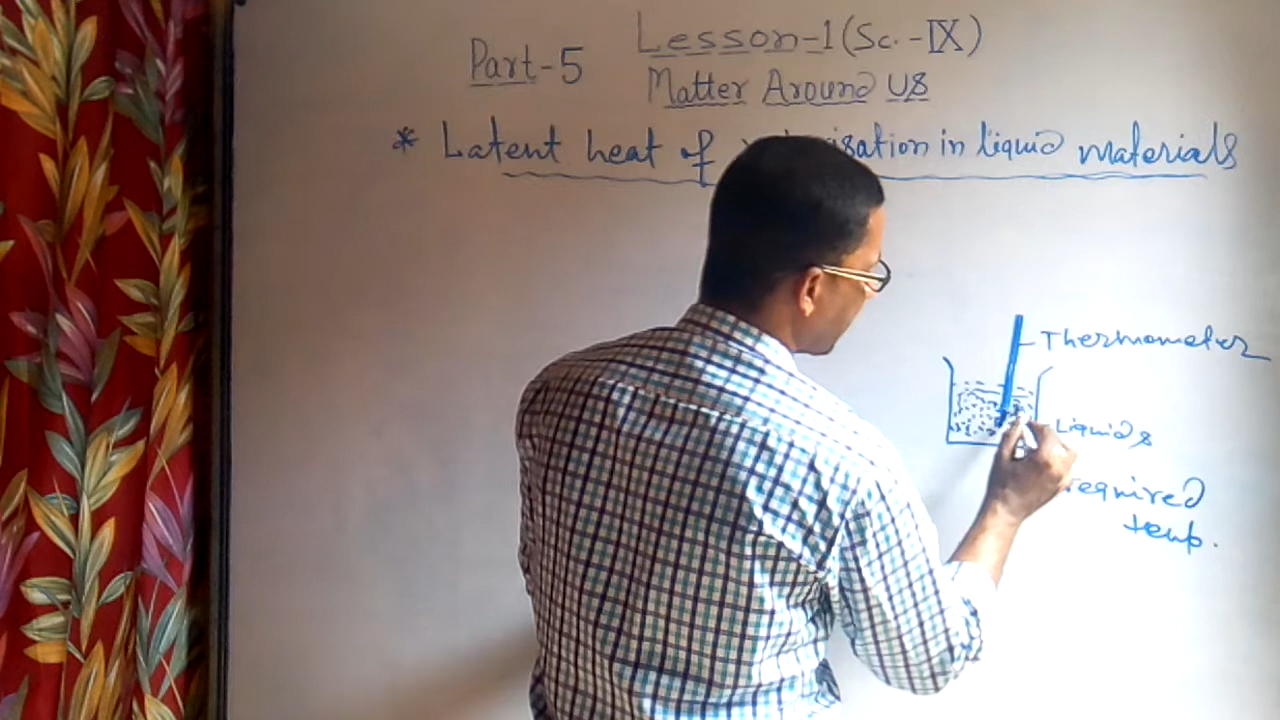 Part-5 Lesson-1 (Sc.-IX)
Matter Around us
* Latent heat of isation in liquid materials
Thermometer
Liquids
required
temp.